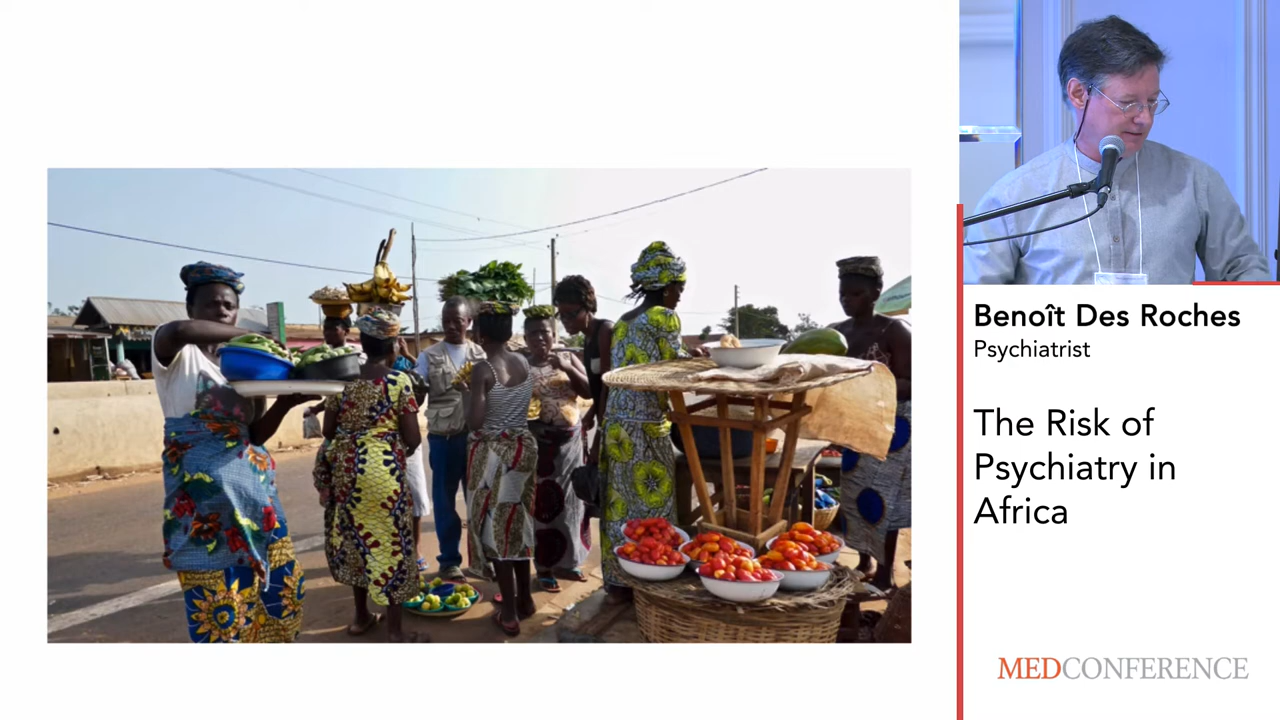 Benoît Des Roches
Psychiatrist
The Risk of
Psychiatry in
Africa
MEDCONFERENCE